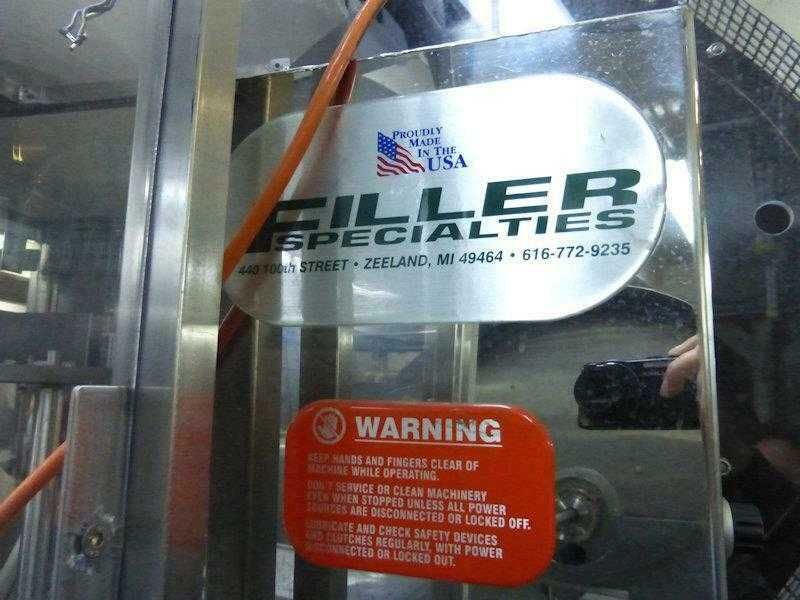 PROUDLY
MADE
IN THE
USA
FILLER
SPECIALTIES
440 100th STREET • ZEELAND, MI 49464 • 616-772-9235
WARNING
KEEP HANDS AND FINGERS CLEAR OF
MACHINE WHILE OPERATING.
DON'T SERVICE OR CLEAN MACHINERY
EVEN WHEN STOPPED UNLESS ALL POWER
SOURCES ARE DISCONNECTED OR LOCKED OFF.
LUBRICATE AND CHECK SAFETY DEVICES
AND CLUTCHES REGULARLY, WITH POWER
DISCONNECTED OR LOCKED OUT.